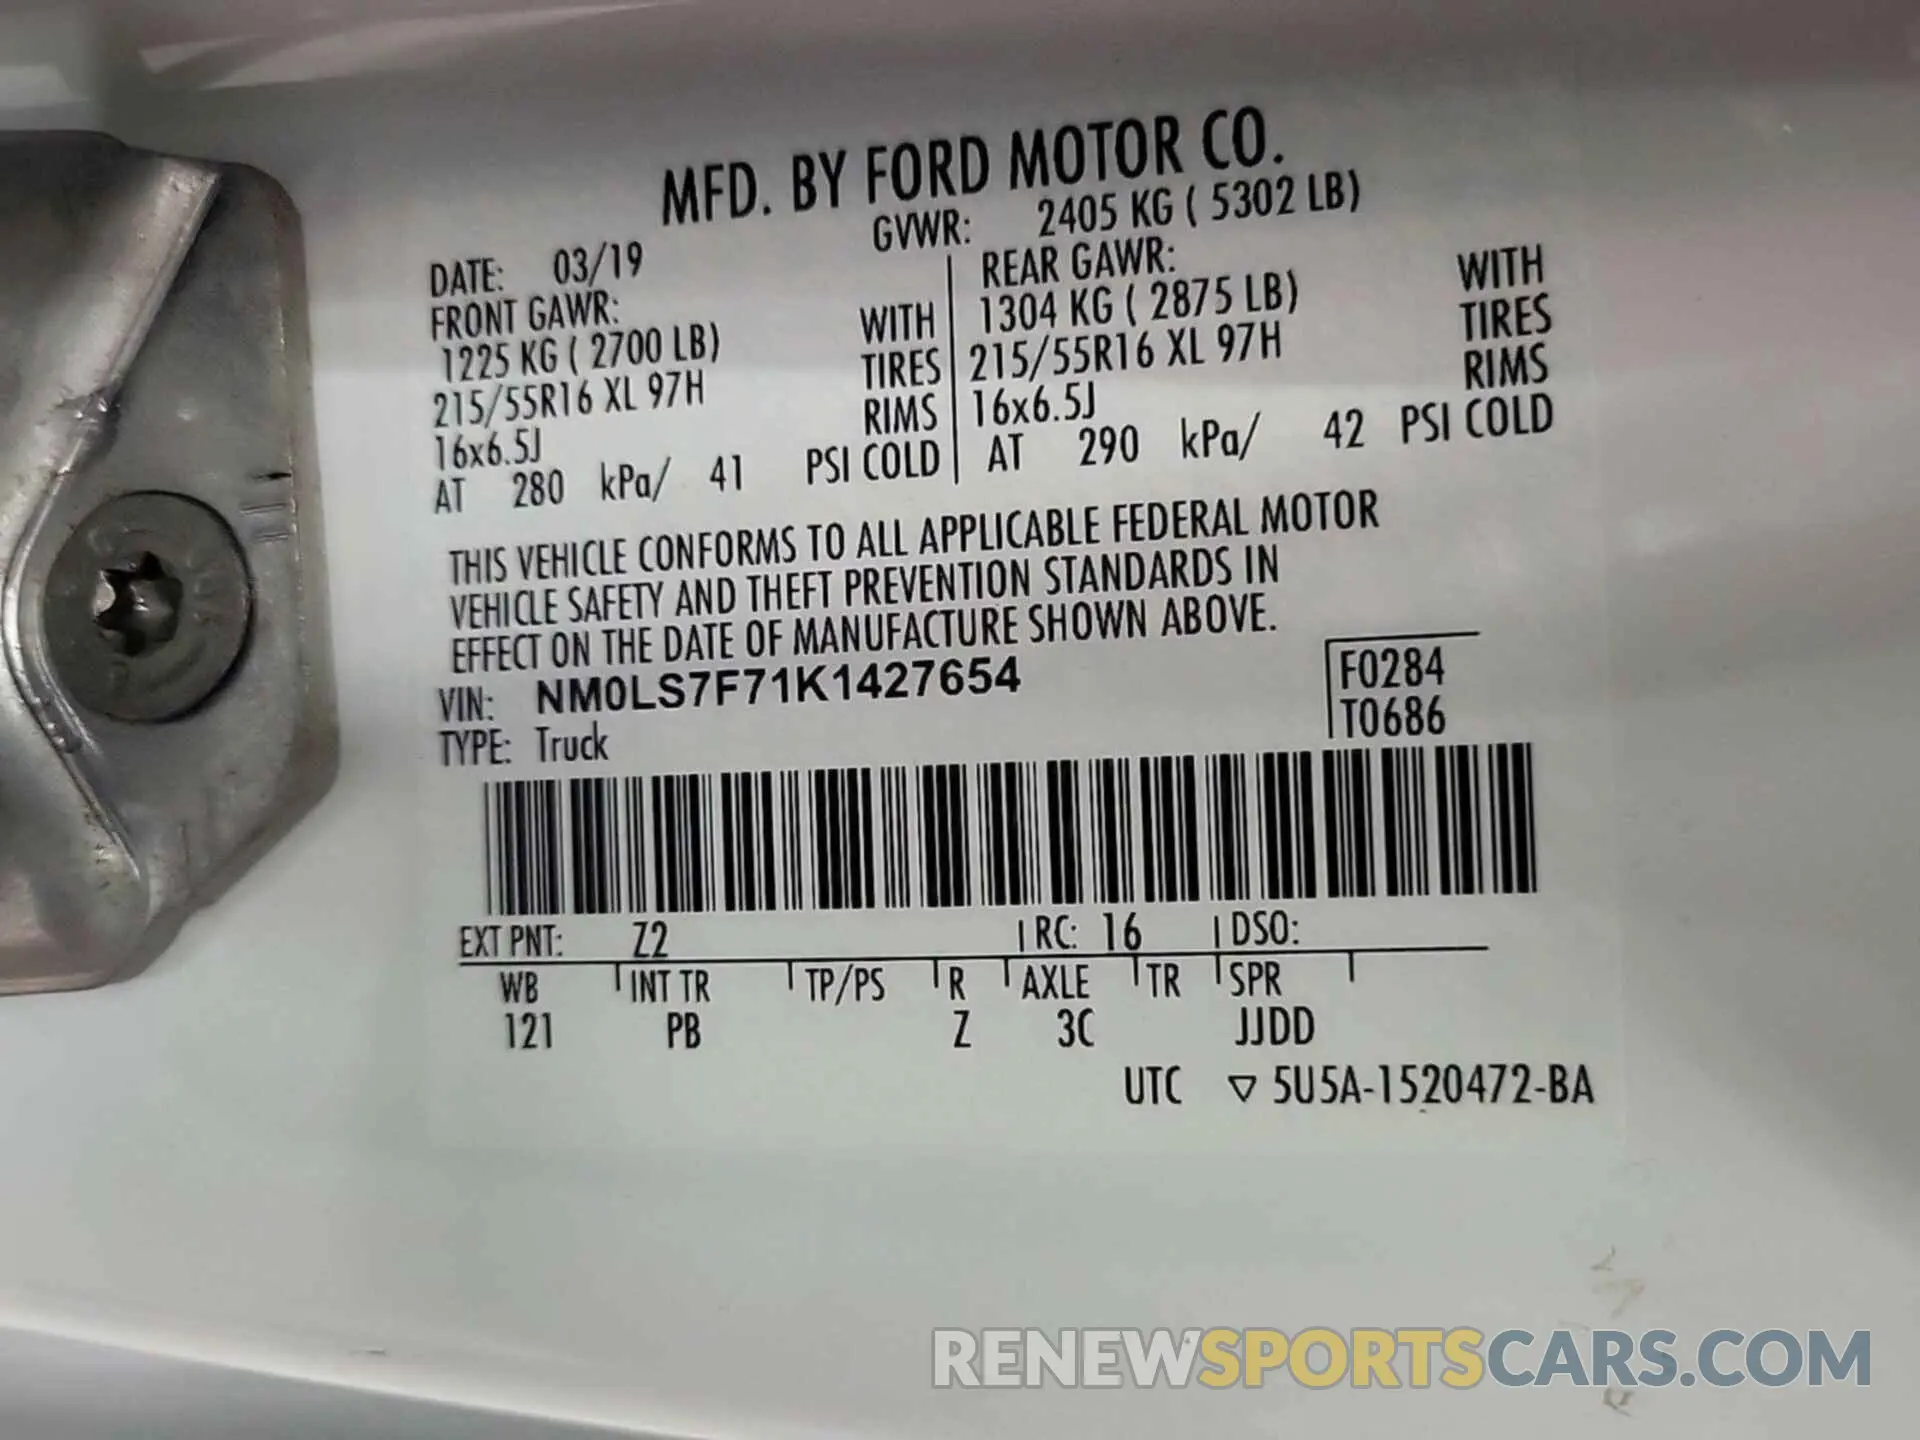 MFD. BY FORD MOTOR CO.
DATE: 03/19 GVWR: 2405 KG ( 5302 LB)
FRONT GAWR: REAR GAWR:
1225 KG ( 2700 LB) WITH 1304 KG ( 2875 LB) WITH
215/55R16 XL 97H TIRES 215/55R16 XL 97H TIRES
16x6.5J RIMS 16x6.5J RIMS
AT 280 kPa/ 41 PSI COLD AT 290 kPa/ 42 PSI COLD
THIS VEHICLE CONFORMS TO ALL APPLICABLE FEDERAL MOTOR
VEHICLE SAFETY AND THEFT PREVENTION STANDARDS IN
EFFECT ON THE DATE OF MANUFACTURE SHOWN ABOVE.
VIN: NM0LS7F71K1427654 F0284
TYPE: Truck T0686
EXT PNT: Z2 RC: 16 DSO:
WB INT TR TP/PS R AXLE TR SPR
121 PB Z 3C JJDD
UTC ▽ 5U5A-1520472-BA
RENEWSPORTSCARS.COM